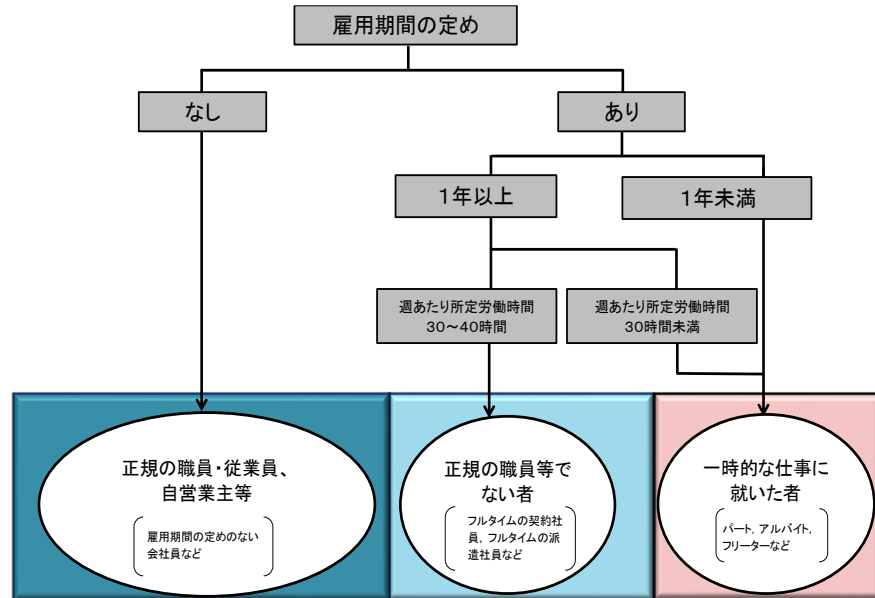 雇用期間の定め
なし
あり
1年以上
1年未満
週あたり所定労働時間
30～40時間
週あたり所定労働時間
30時間未満
正規の職員・従業員、
自営業主等
雇用期間の定めのない
会社員など
正規の職員等で
ない者
フルタイムの契約社
員，フルタイムの派
遣社員など
一時的な仕事に
就いた者
パート，アルバイト，
フリーターなど